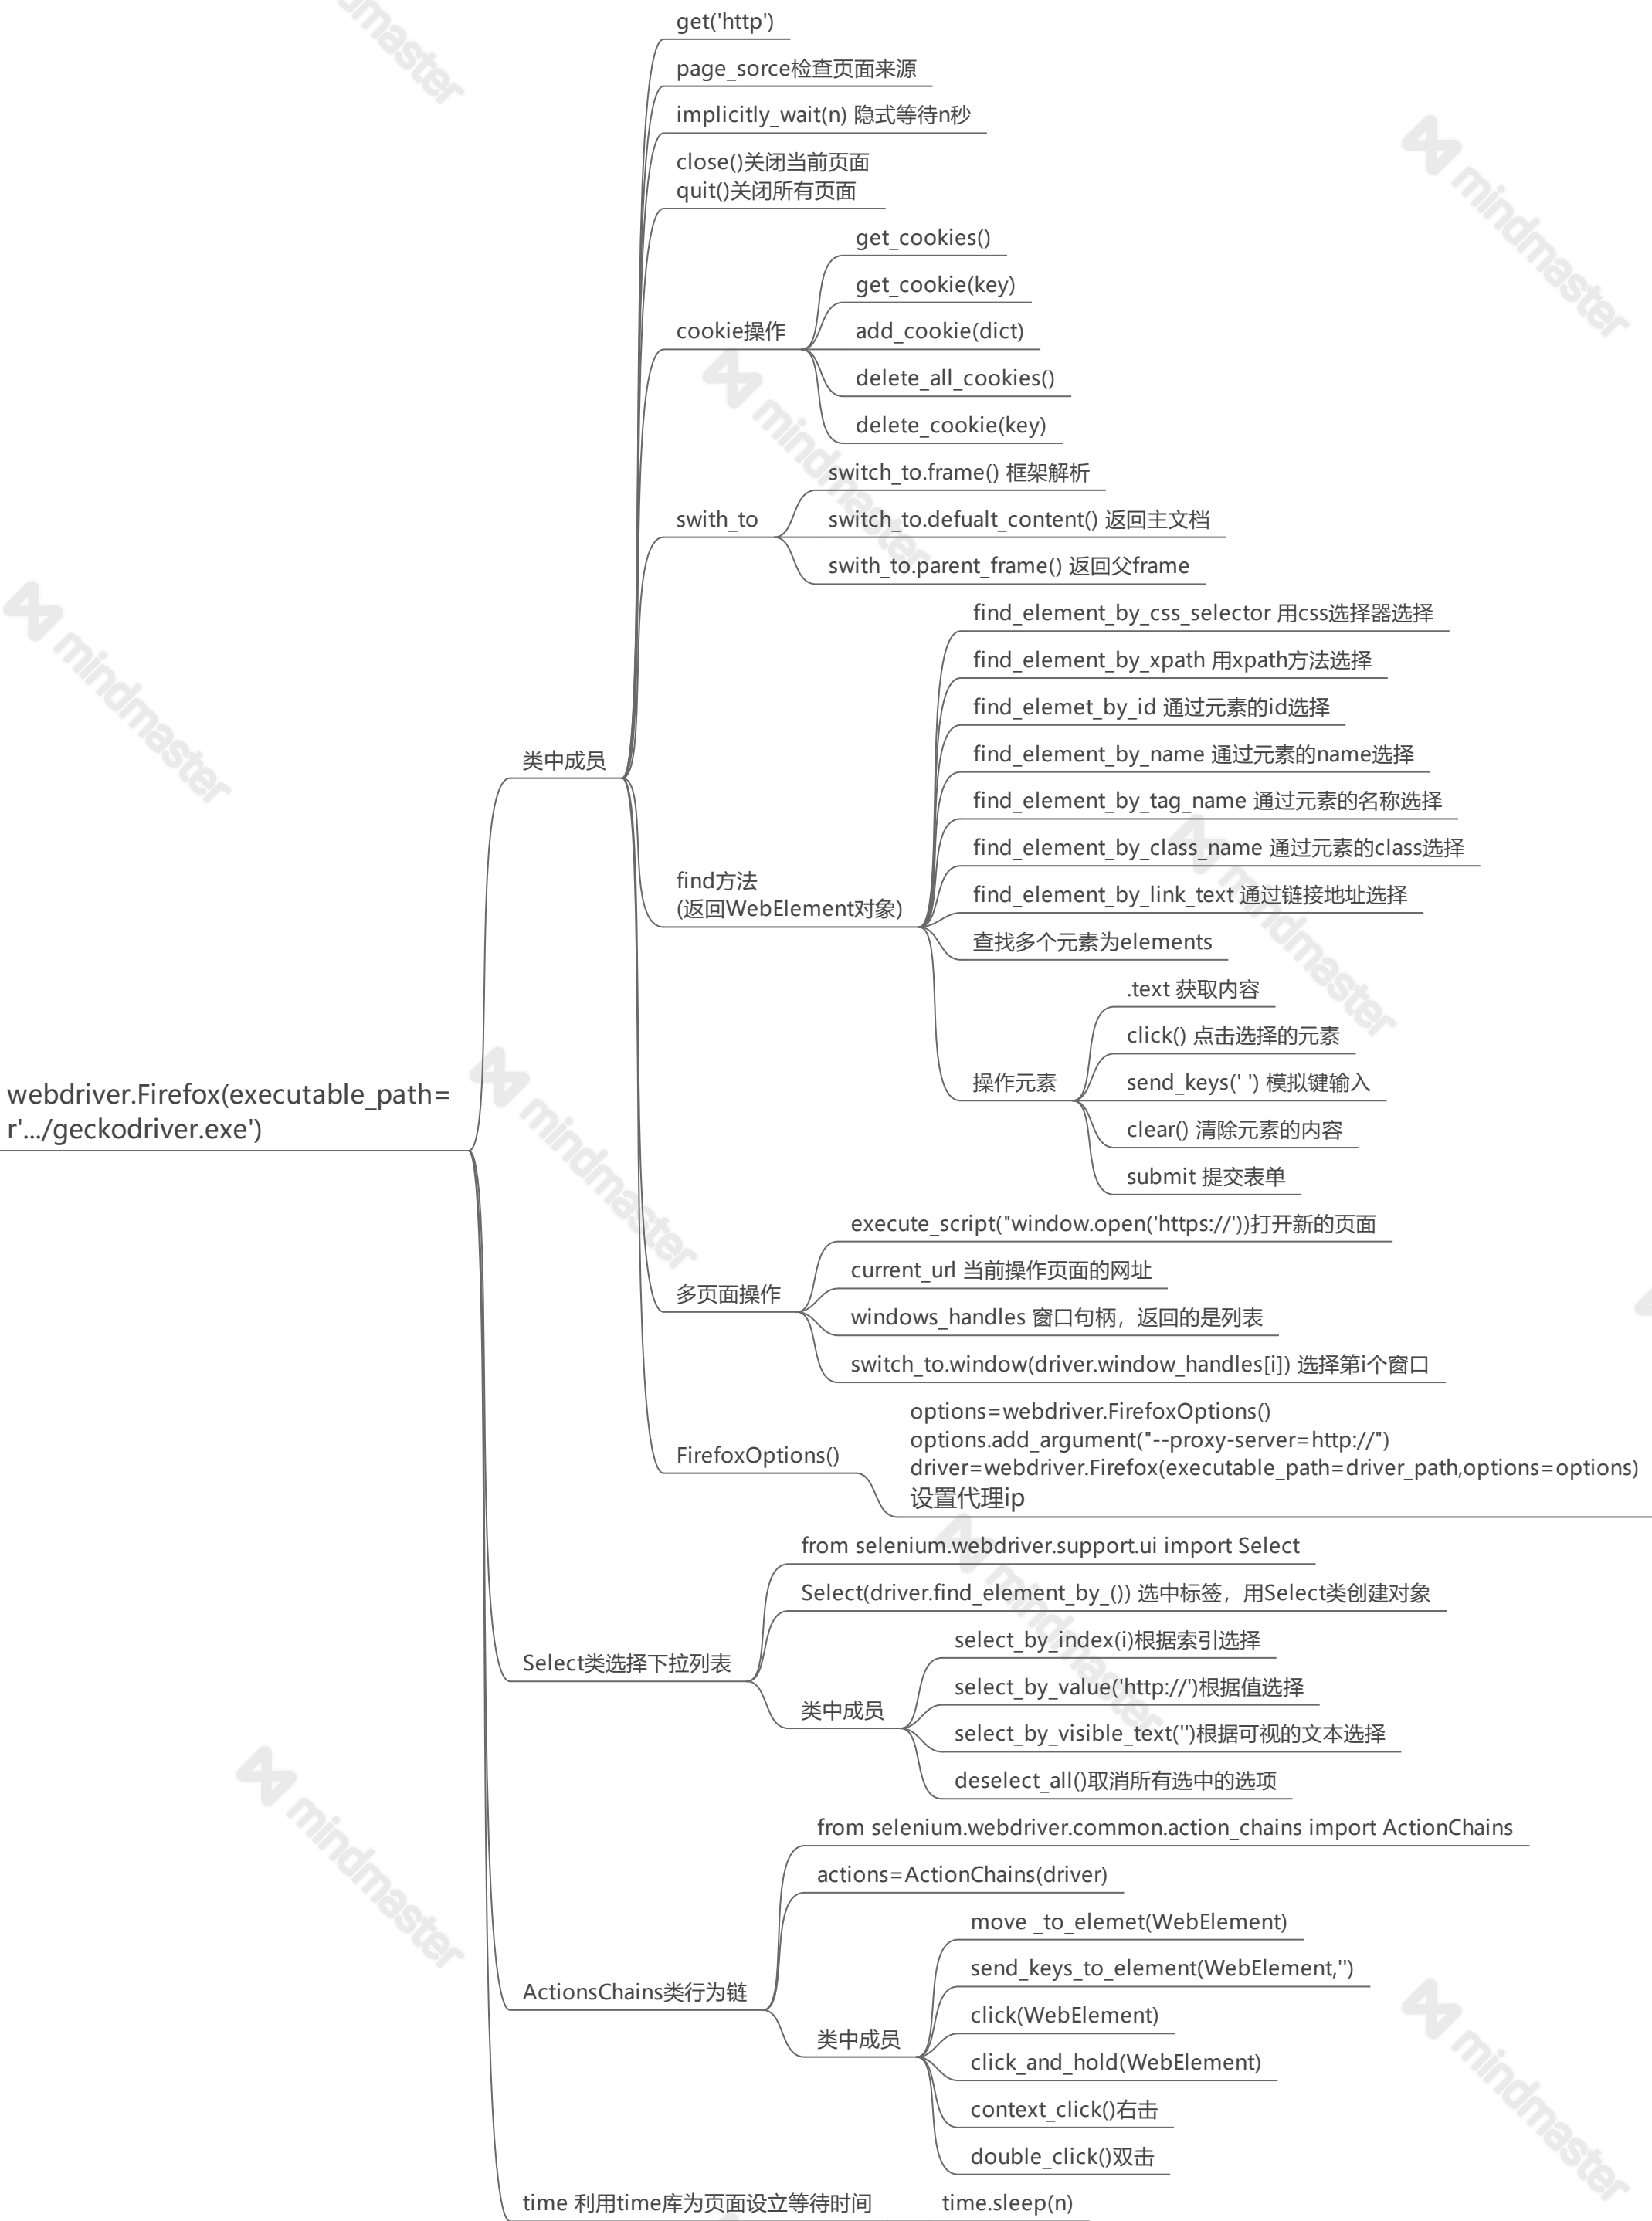 get('http')
page_sorce检查页面来源
implicitly_wait(n) 隐式等待n秒
close()关闭当前页面
quit()关闭所有页面
cookie操作
get_cookies()
get_cookie(key)
add_cookie(dict)
delete_all_cookies()
delete_cookie(key)
swith_to
switch_to.frame() 框架解析
switch_to.defualt_content() 返回主文档
swith_to.parent_frame() 返回父frame
类中成员
find方法
(返回WebElement对象)
find_element_by_css_selector 用css选择器选择
find_element_by_xpath 用xpath方法选择
find_elemet_by_id 通过元素的id选择
find_element_by_name 通过元素的name选择
find_element_by_tag_name 通过元素的名称选择
find_element_by_class_name 通过元素的class选择
find_element_by_link_text 通过链接地址选择
查找多个元素为elements
操作元素
.text 获取内容
click() 点击选择的元素
send_keys(' ') 模拟键输入
clear() 清除元素的内容
submit 提交表单
webdriver.Firefox(executable_path=
r'.../geckodriver.exe')
多页面操作
execute_script("window.open('https://'))打开新的页面
current_url 当前操作页面的网址
windows_handles 窗口句柄，返回的是列表
switch_to.window(driver.window_handles[i]) 选择第i个窗口
FirefoxOptions()
options=webdriver.FirefoxOptions()
options.add_argument("--proxy-server=http://")
driver=webdriver.Firefox(executable_path=driver_path,options=options)
设置代理ip
Select类选择下拉列表
from selenium.webdriver.support.ui import Select
Select(driver.find_element_by_()) 选中标签，用Select类创建对象
类中成员
select_by_index(i)根据索引选择
select_by_value('http://')根据值选择
select_by_visible_text('')根据可视的文本选择
deselect_all()取消所有选中的选项
ActionsChains类行为链
from selenium.webdriver.common.action_chains import ActionChains
actions=ActionChains(driver)
类中成员
move _to_elemet(WebElement)
send_keys_to_element(WebElement,'')
click(WebElement)
click_and_hold(WebElement)
context_click()右击
double_click()双击
time 利用time库为页面设立等待时间
time.sleep(n)
mindmaster
mindmaster
mindmaster
mindmaster
mindmaster
mindmaster
mindmaster
mindmaster
mindmaster